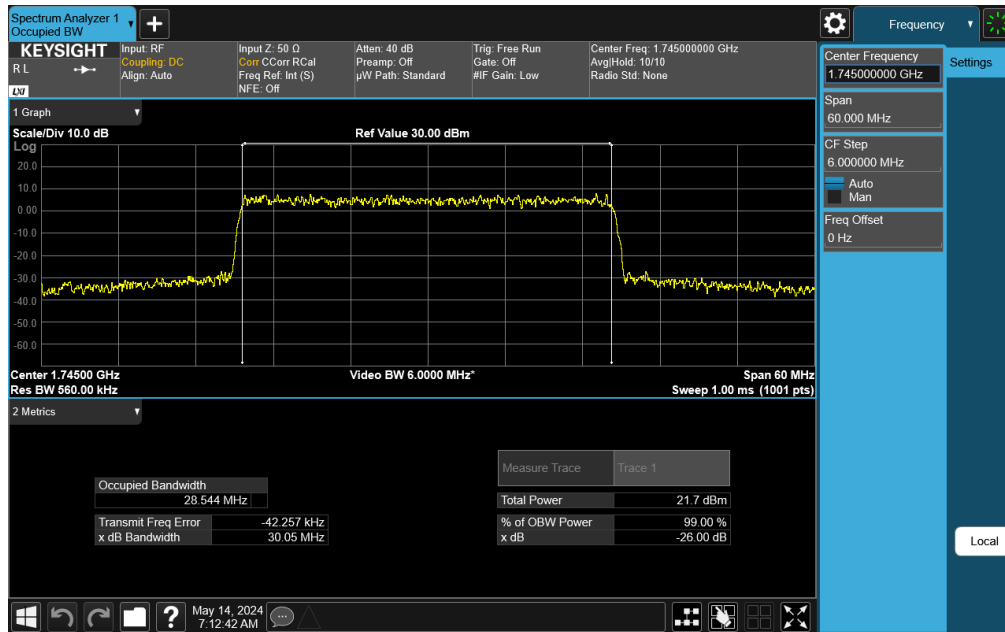 Spectrum Analyzer 1
Occupied BW
Frequency
KEYSIGHT
R L
LXI
Input: RF
Coupling: DC
Align: Auto
Input Z: 50 Ω
Corr CCorr RCal
Freq Ref: Int (S)
NFE: Off
Atten: 40 dB
Preamp: Off
µW Path: Standard
Trig: Free Run
Gate: Off
#IF Gain: Low
Center Freq: 1.745000000 GHz
Avg|Hold: 10/10
Radio Std: None
Center Frequency
1.745000000 GHz
Settings
Span
60.000 MHz
CF Step
6.000000 MHz
Auto
Man
Freq Offset
0 Hz
1 Graph
Scale/Div 10.0 dB
Ref Value 30.00 dBm
Log
20.0
10.0
0.00
-10.0
-20.0
-30.0
-40.0
-50.0
-60.0
Center 1.74500 GHz
Video BW 6.0000 MHz*
Span 60 MHz
Res BW 560.00 kHz
Sweep 1.00 ms (1001 pts)
2 Metrics
Measure Trace
Trace 1
Occupied Bandwidth
28.544 MHz
Total Power
21.7 dBm
Transmit Freq Error
-42.257 kHz
% of OBW Power
99.00 %
x dB Bandwidth
30.05 MHz
x dB
-26.00 dB
Local
May 14, 2024
7:12:42 AM